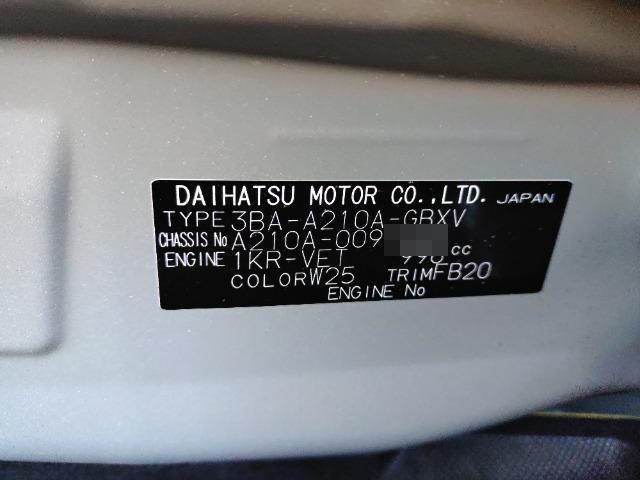 DAIHATSU MOTOR CO.,LTD. JAPAN
TYPE 3BA-A210A-GBXV
CHASSIS No A210A-009
ENGINE 1KR-VET 996 cc
COLOR W25 TRIM FB20
ENGINE No